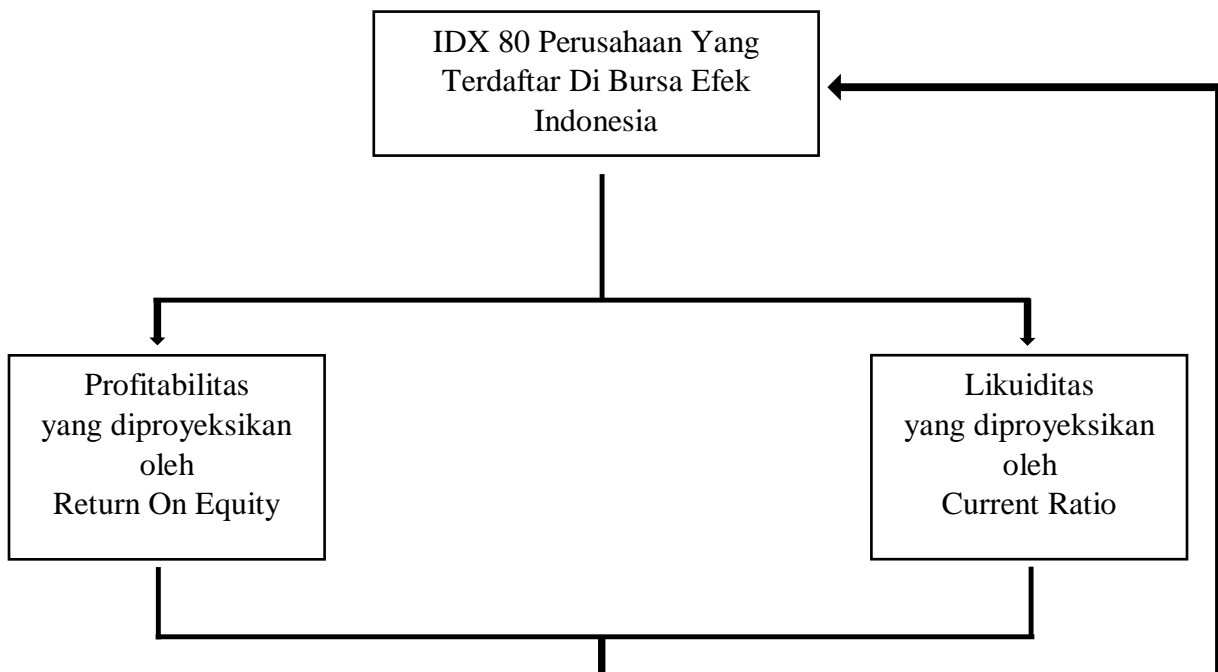 IDX 80 Perusahaan Yang
Terdaftar Di Bursa Efek
Indonesia
Profitabilitas
yang diproyeksikan
oleh
Return On Equity
Likuiditas
yang diproyeksikan
oleh
Current Ratio